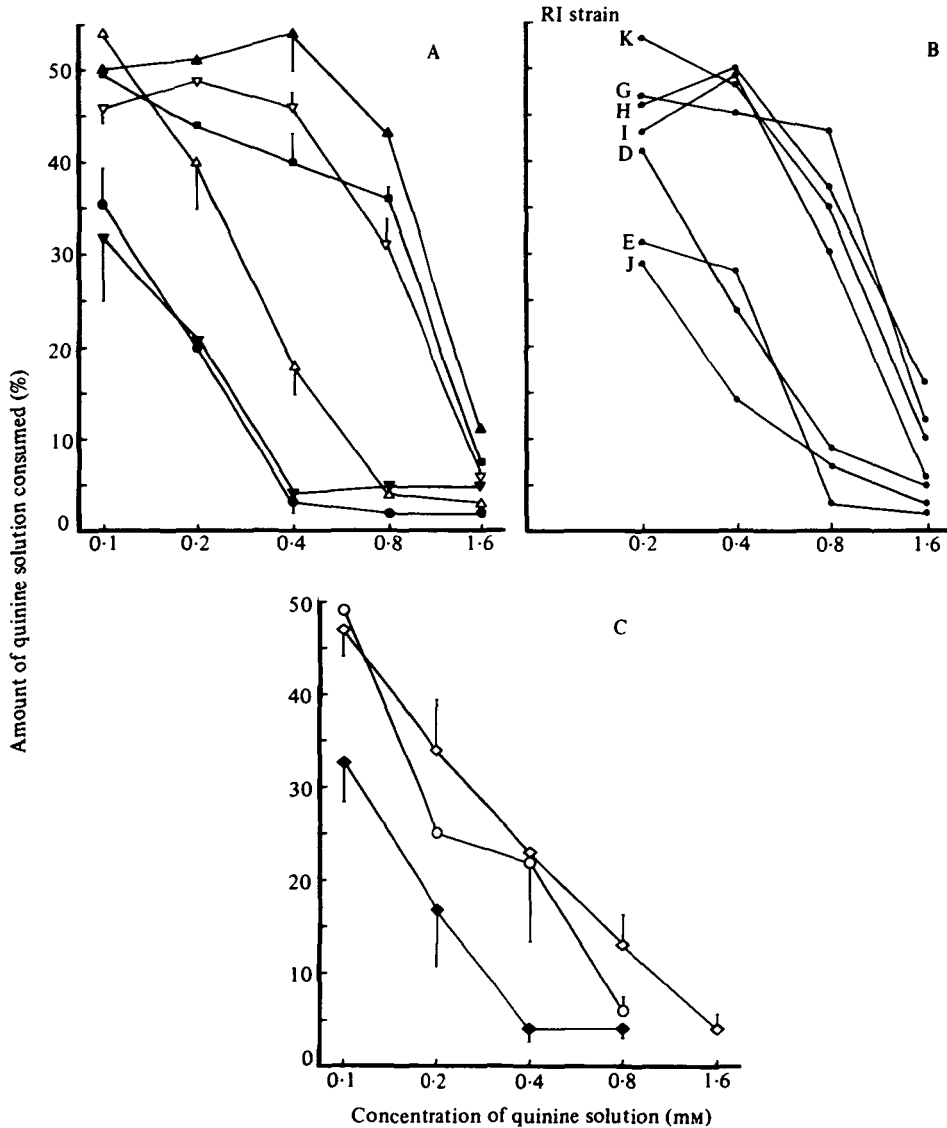 RI strain
A
B
K
G
H
I
D
E
J
50
40
30
20
10
0
0·1 0·2 0·4 0·8 1·6
0·2 0·4 0·8 1·6
Amount of quinine solution consumed (%)
C
50
40
30
20
10
0
0·1 0·2 0·4 0·8 1·6
Concentration of quinine solution (mM)